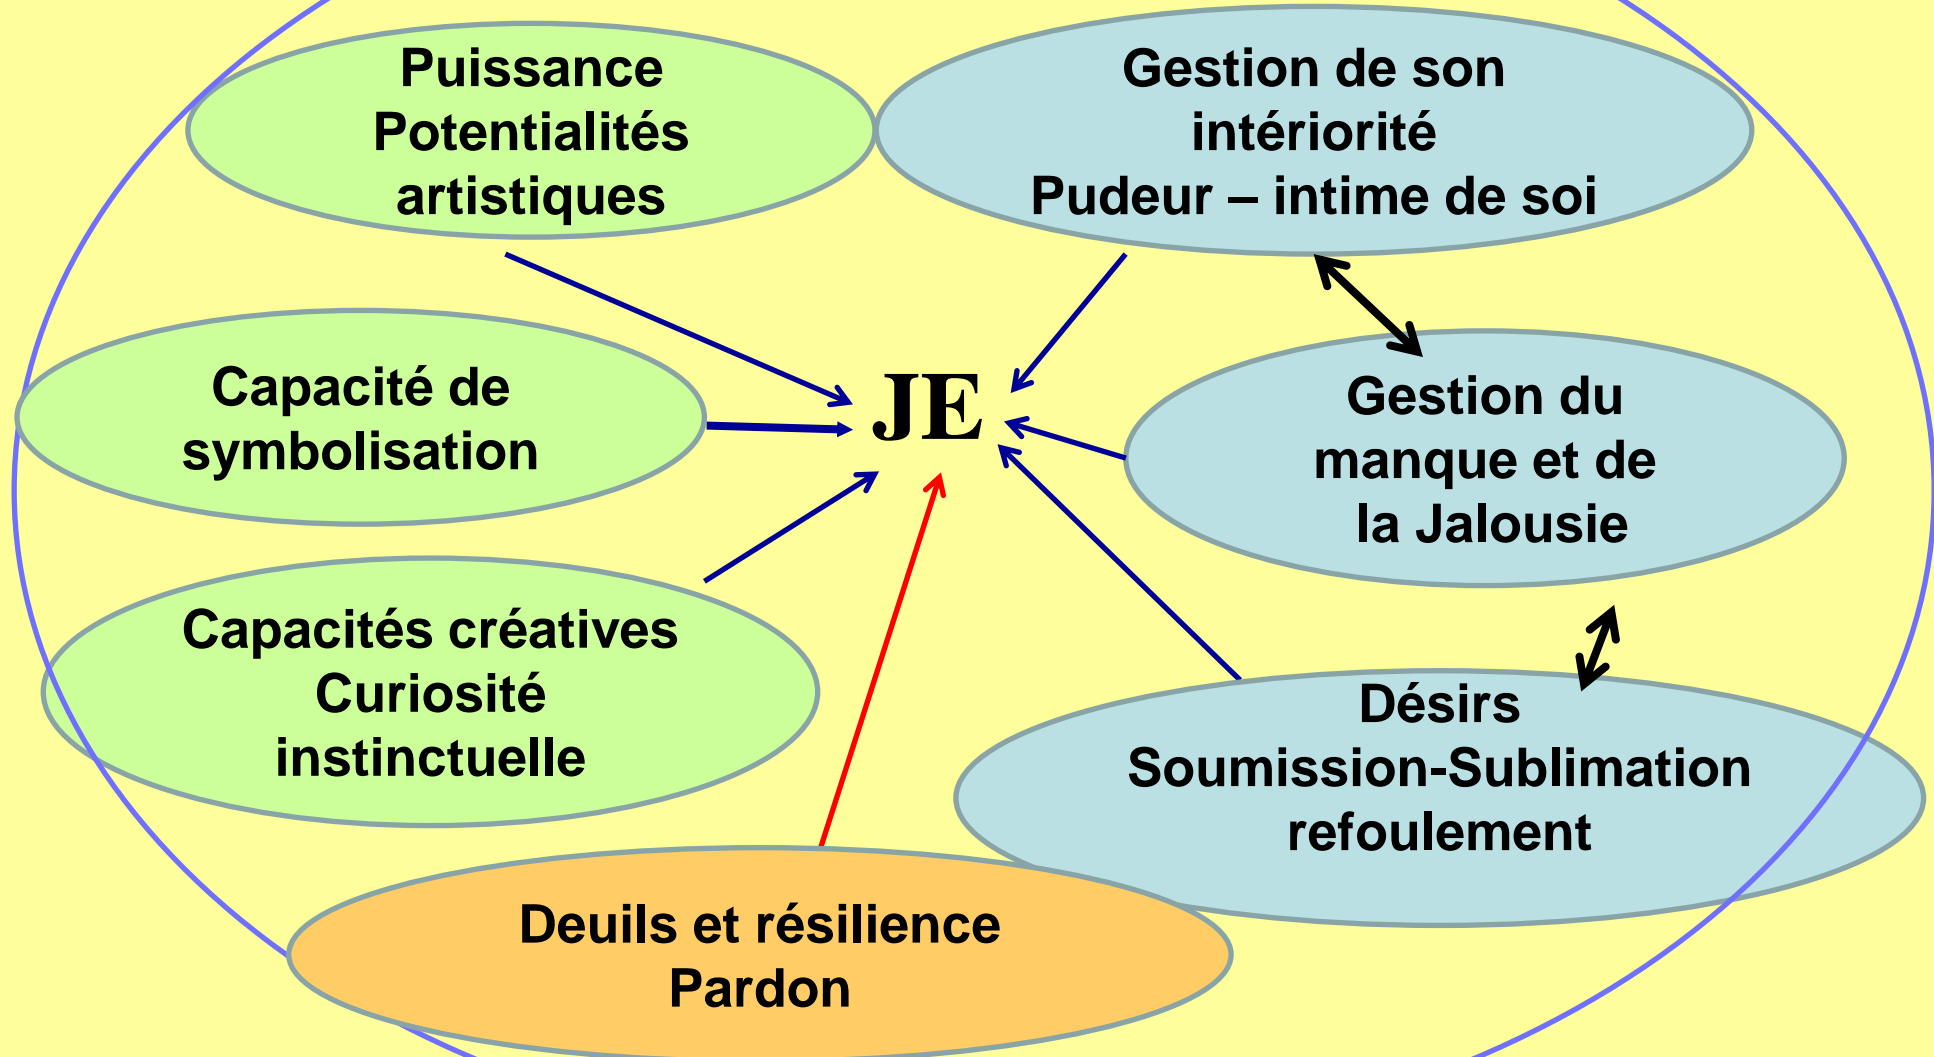 Puissance
Potentialités
artistiques
Gestion de son
intériorité
Pudeur – intime de soi
Capacité de
symbolisation
JE
Gestion du
manque et de
la Jalousie
Capacités créatives
Curiosité
instinctuelle
Désirs
Soumission-Sublimation
refoulement
Deuils et résilience
Pardon